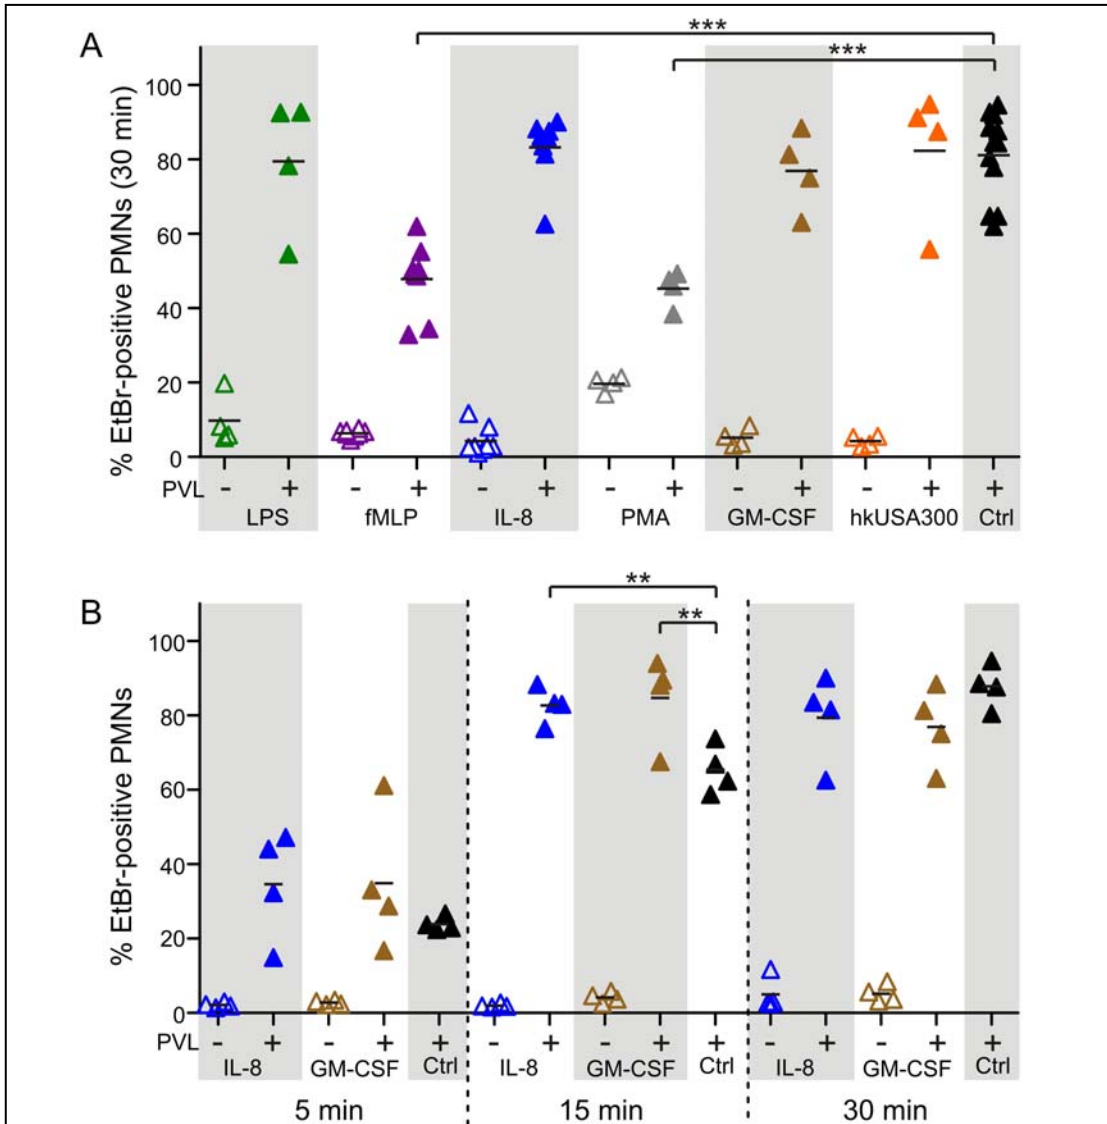 A
***
***
% EtBr-positive PMNs (30 min)
100
80
60
40
20
0
PVL - + - + - + - + - + - + +
LPS fMLP IL-8 PMA GM-CSF hkUSA300 Ctrl
B
**
**
% EtBr-positive PMNs
100
80
60
40
20
0
PVL - + - + + - + - + + - + - + +
IL-8 GM-CSF Ctrl IL-8 GM-CSF Ctrl IL-8 GM-CSF Ctrl
5 min 15 min 30 min